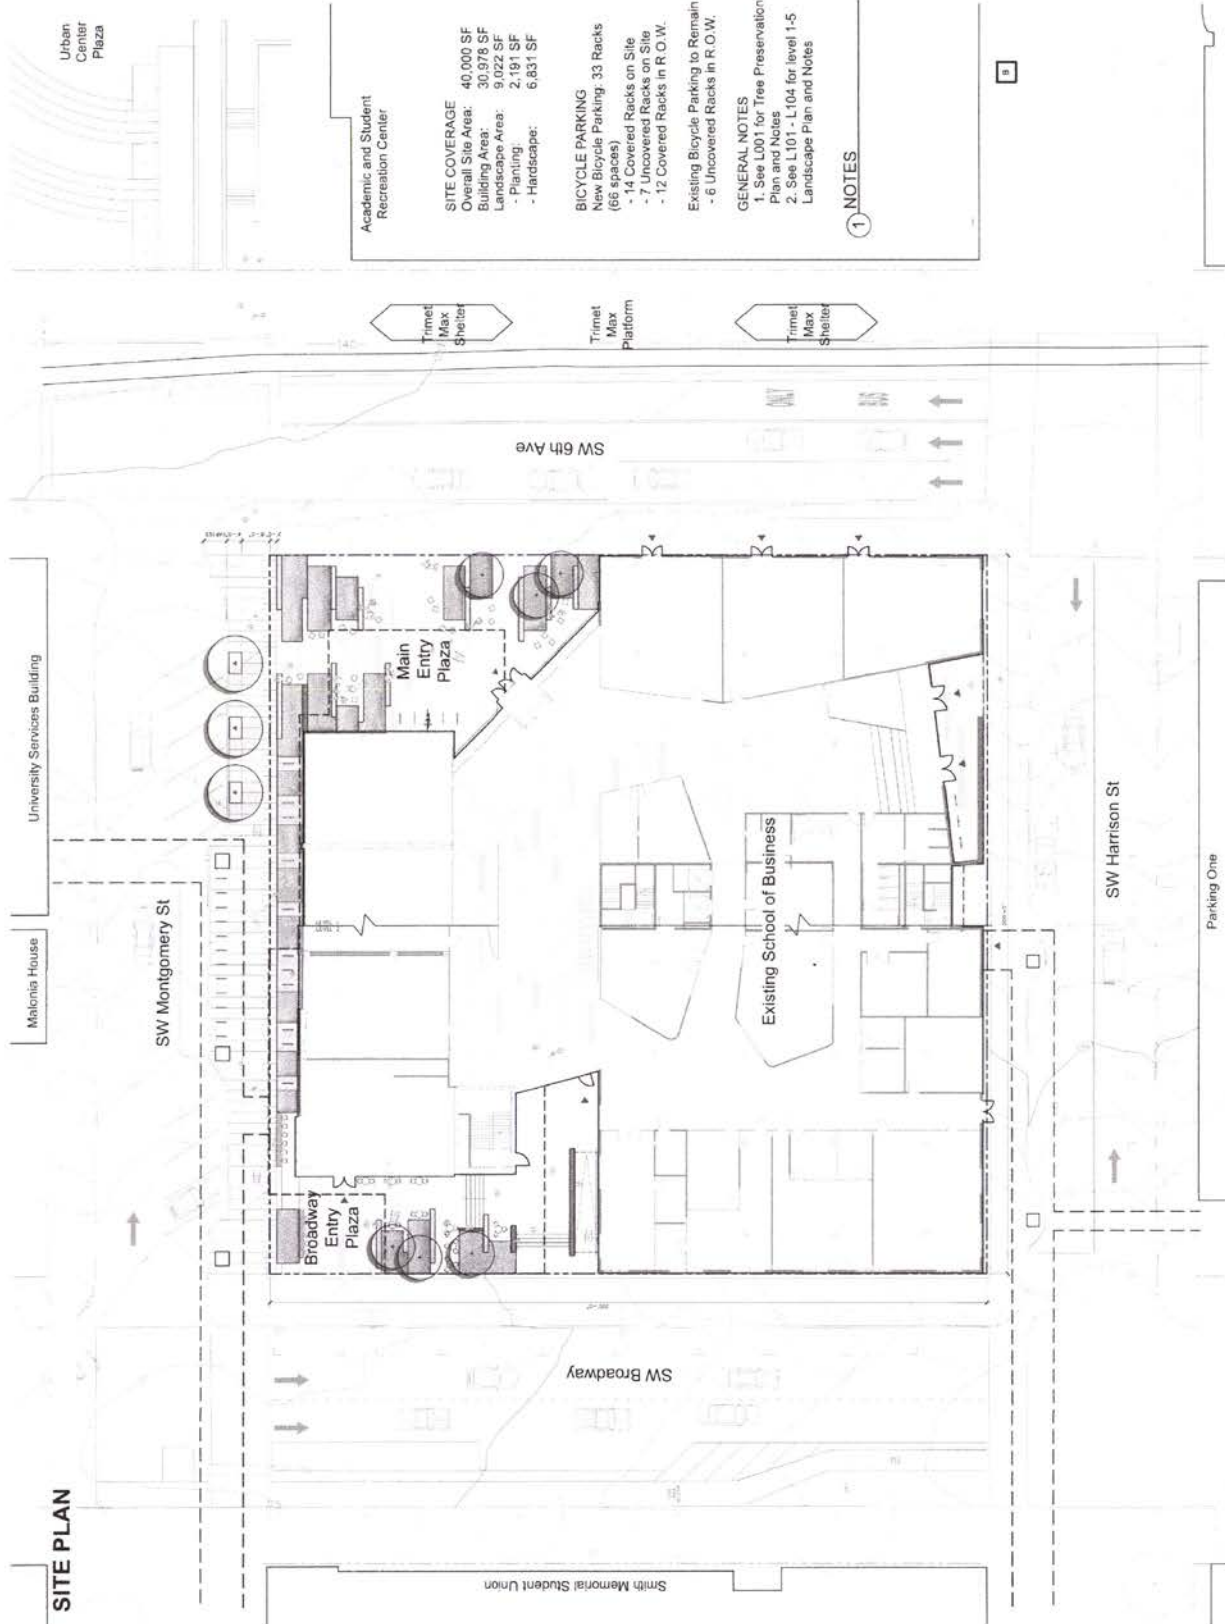 SITE PLAN
Malonia House
University Services Building
Urban
Center
Plaza
SW Montgomery St
Broadway
Entry
Plaza
Main
Entry
Plaza
Existing School of Business
SW Broadway
SW 6th Ave
ONLY
BUS
Smith Memorial Student Union
SW Harrison St
Parking One
Trimet
Max
Shelter
Trimet
Max
Platform
Trimet
Max
Shelter
Academic and Student
Recreation Center
SITE COVERAGE
Overall Site Area: 40,000 SF
Building Area: 30,978 SF
Landscape Area: 9,022 SF
- Planting: 2,191 SF
- Hardscape: 6,831 SF
BICYCLE PARKING
New Bicycle Parking: 33 Racks
(66 spaces)
- 14 Covered Racks on Site
- 7 Uncovered Racks on Site
- 12 Covered Racks in R.O.W.
Existing Bicycle Parking to Remain
- 6 Uncovered Racks in R.O.W.
GENERAL NOTES
1. See L001 for Tree Preservation
Plan and Notes
2. See L101 - L104 for level 1-5
Landscape Plan and Notes
1 NOTES